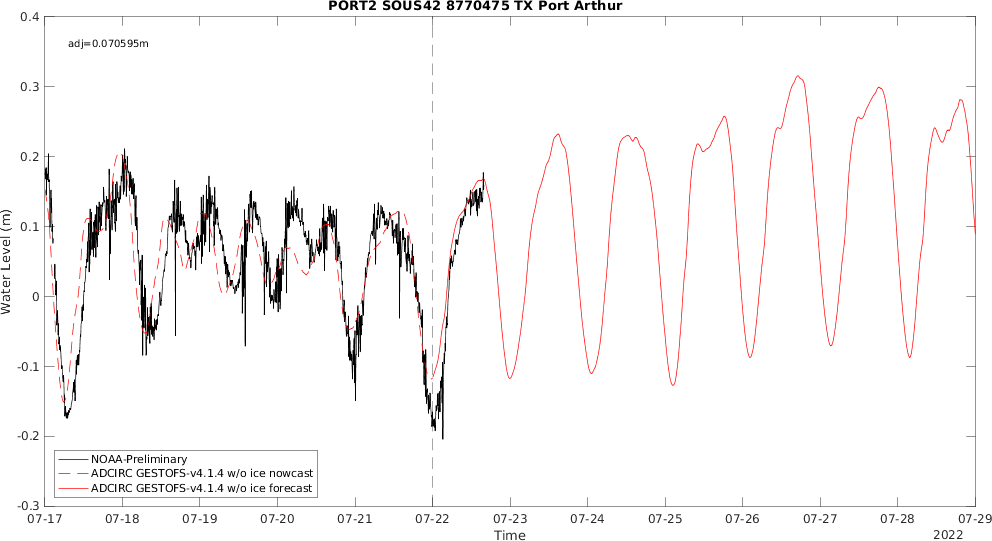 PORT2 SOUS42 8770475 TX Port Arthur
adj=0.070595m
Water Level (m)
0.4
0.3
0.2
0.1
0
-0.1
-0.2
-0.3
NOAA-Preliminary
ADCIRC GESTOFS-v4.1.4 w/o ice nowcast
ADCIRC GESTOFS-v4.1.4 w/o ice forecast
07-17 07-18 07-19 07-20 07-21 07-22 07-23 07-24 07-25 07-26 07-27 07-28 07-29
Time
2022